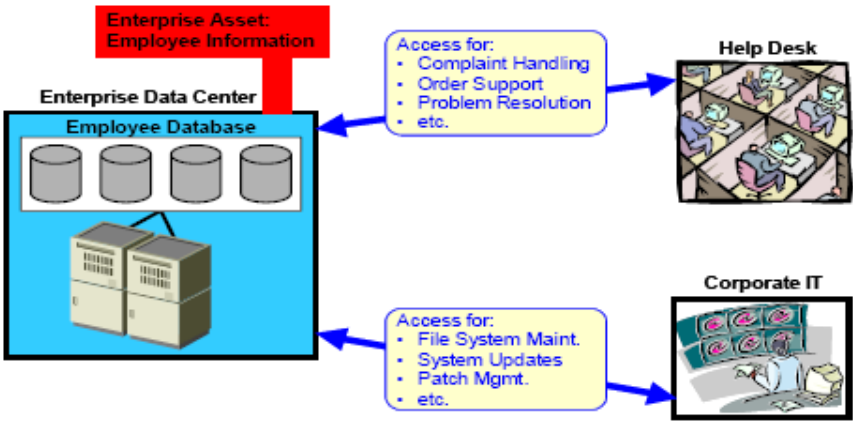 Enterprise Asset:
Employee Information
Enterprise Data Center
Employee Database
Access for:
• Complaint Handling
• Order Support
• Problem Resolution
• etc.
Help Desk
Access for:
• File System Maint.
• System Updates
• Patch Mgmt.
• etc.
Corporate IT